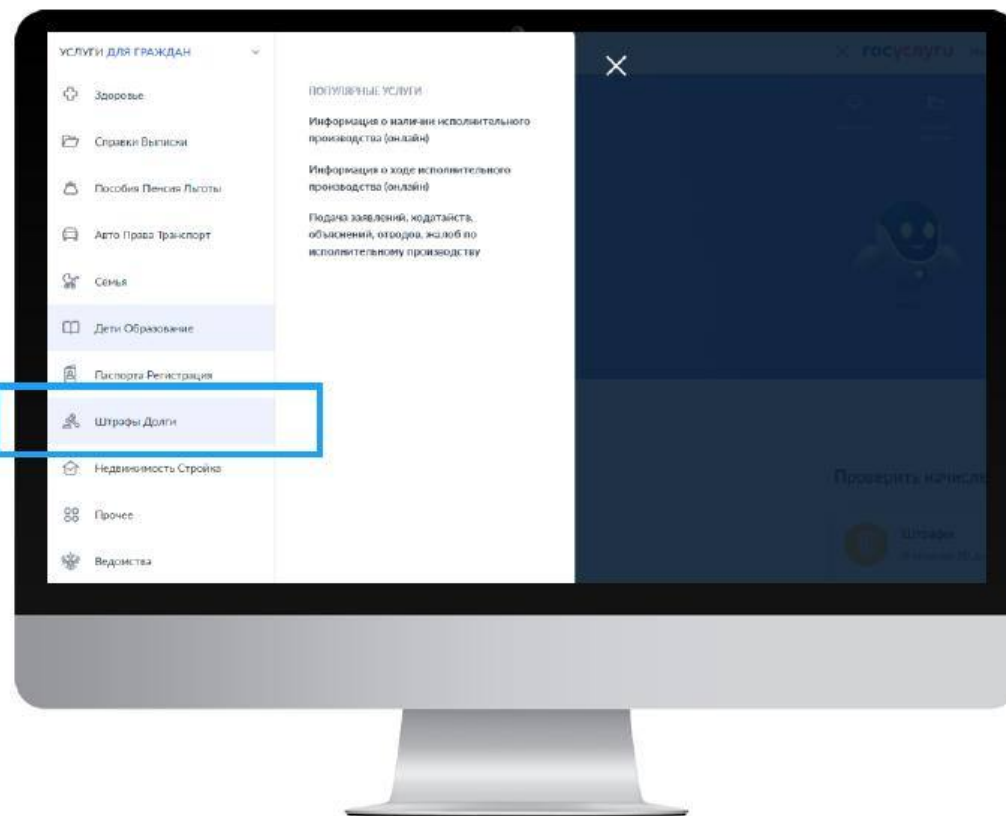 УСЛУГИ ДЛЯ ГРАЖДАН
Здоровье
Справки Выписки
Пособия Пенсия Льготы
Авто Права Транспорт
Семья
Дети Образование
Паспорта Регистрация
Штрафы Долги
Недвижимость Стройка
Прочее
Ведомства
ПОПУЛЯРНЫЕ УСЛУГИ
Информация о наличии исполнительного
производства (онлайн)
Информация о ходе исполнительного
производства (онлайн)
Подача заявлений, ходатайств,
объяснений, отводов, жалоб по
исполнительному производству
госуслуги
Проверить начисле
Штрафы